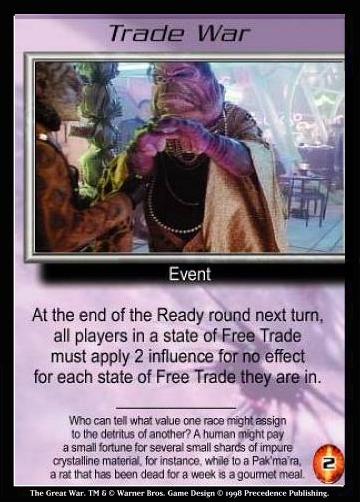 Trade War
Event
At the end of the Ready round next turn,
all players in a state of Free Trade
must apply 2 influence for no effect
for each state of Free Trade they are in.
Who can tell what value one race might assign
to the detritus of another? A human might pay
a small fortune for several small shards of impure
crystalline material, for instance, while to a Pak'ma'ra,
a rat that has been dead for a week is a gourmet meal.
2
The Great War. TM & © Warner Bros. Game Design © 1998 Precedence Publishing.